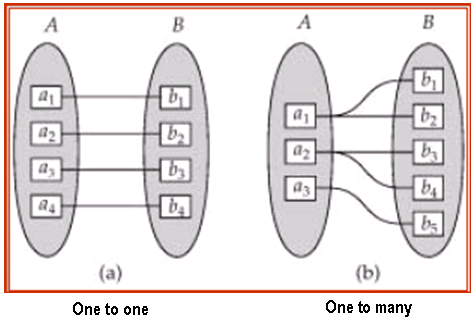 A B
a1 b1
a2 b2
a3 b3
a4 b4
(a)
One to one
A B
b1
a1 b2
a2 b3
a3 b4
b5
(b)
One to many